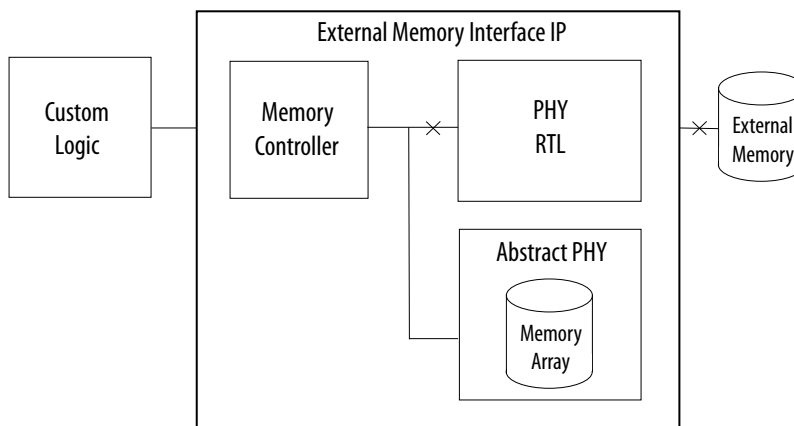 External Memory Interface IP
Custom
Logic
Memory
Controller
PHY
RTL
External
Memory
Abstract PHY
Memory
Array